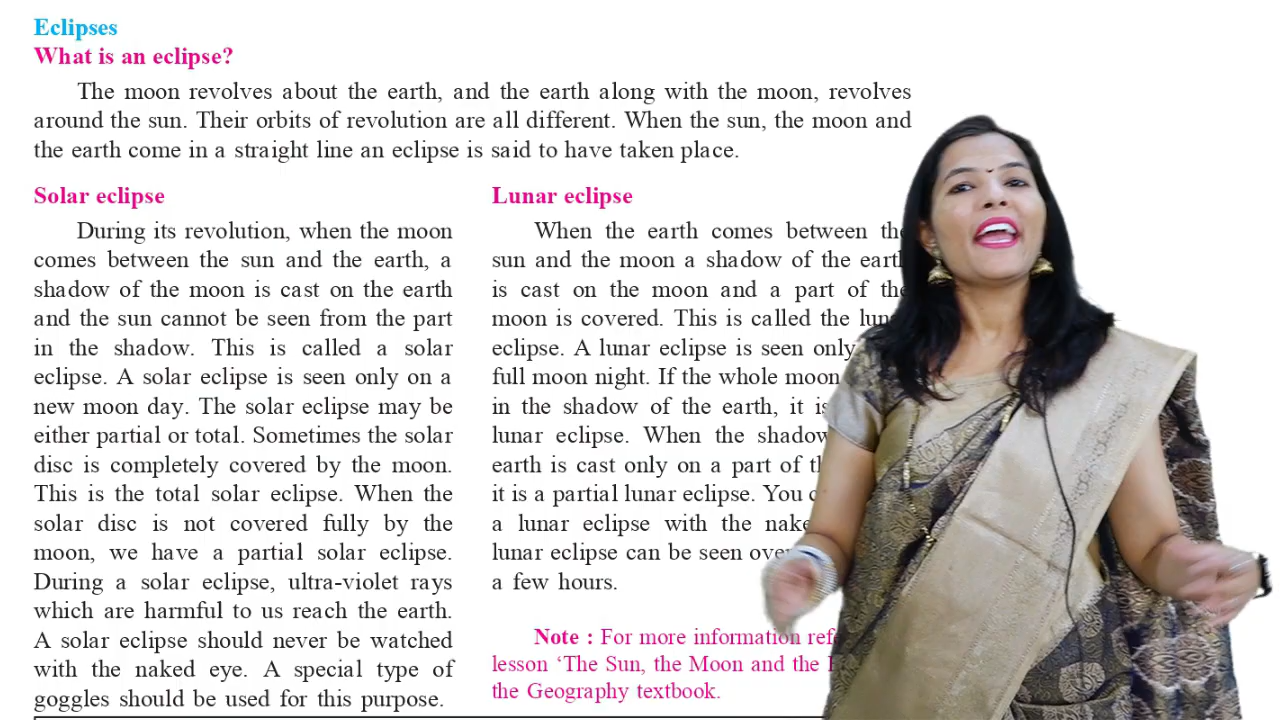 Eclipses
What is an eclipse?
The moon revolves about the earth, and the earth along with the moon, revolves
around the sun. Their orbits of revolution are all different. When the sun, the moon and
the earth come in a straight line an eclipse is said to have taken place.
Solar eclipse
During its revolution, when the moon
comes between the sun and the earth, a
shadow of the moon is cast on the earth
and the sun cannot be seen from the part
in the shadow. This is called a solar
eclipse. A solar eclipse is seen only on a
new moon day. The solar eclipse may be
either partial or total. Sometimes the solar
disc is completely covered by the moon.
This is the total solar eclipse. When the
solar disc is not covered fully by the
moon, we have a partial solar eclipse.
During a solar eclipse, ultra-violet rays
which are harmful to us reach the earth.
A solar eclipse should never be watched
with the naked eye. A special type of
goggles should be used for this purpose.
Lunar eclipse
When the earth comes between the
sun and the moon a shadow of the earth
is cast on the moon and a part of the
moon is covered. This is called the
eclipse. A lunar eclipse is seen only
full moon night. If the whole moon
in the shadow of the earth, it is
lunar eclipse. When the shadow
earth is cast only on a part of
it is a partial lunar eclipse. You
a lunar eclipse with the
lunar eclipse can be seen
a few hours.
Note : For more information
lesson ‘The Sun, the Moon and the
the Geography textbook.